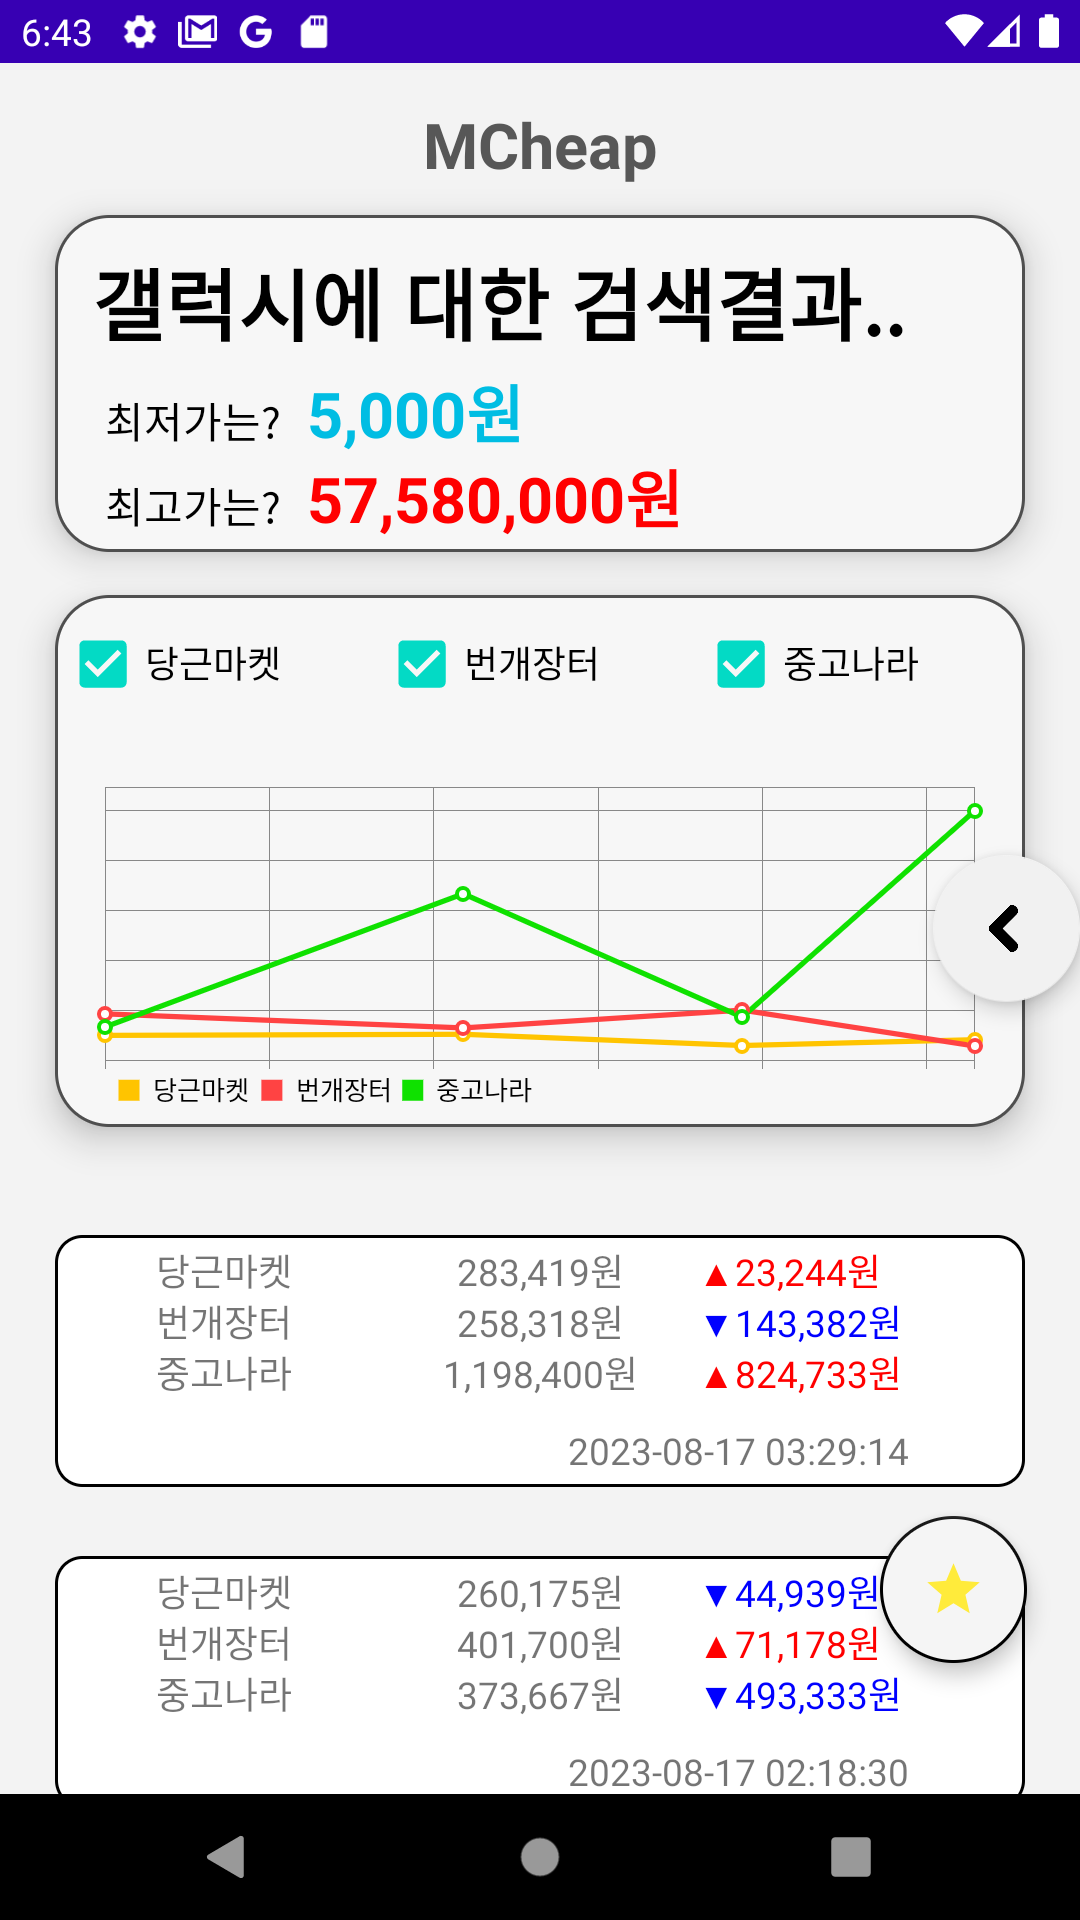 6:43
MCheap
갤럭시에 대한 검색결과..
최저가는? 5,000원
최고가는? 57,580,000원
당근마켓 번개장터 중고나라
당근마켓 번개장터 중고나라
당근마켓 283,419원 ▲23,244원
번개장터 258,318원 ▼143,382원
중고나라 1,198,400원 ▲824,733원
2023-08-17 03:29:14
당근마켓 260,175원 ▼44,939원
번개장터 401,700원 ▲71,178원
중고나라 373,667원 ▼493,333원
2023-08-17 02:18:30